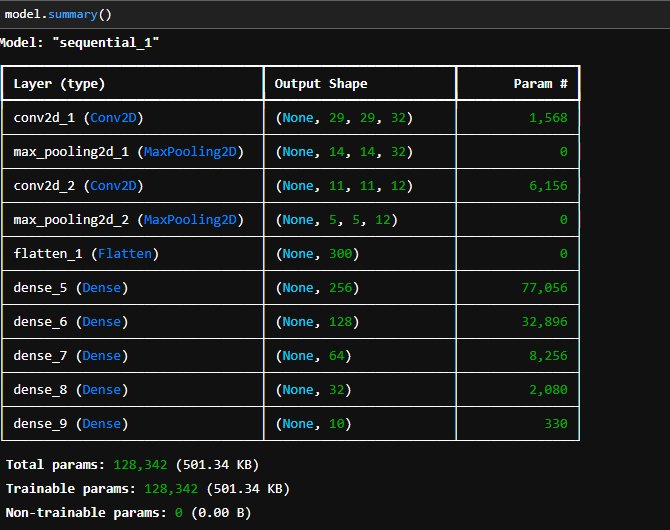 model.summary()
Model: "sequential_1"
Layer (type) Output Shape Param #
conv2d_1 (Conv2D) (None, 29, 29, 32) 1,568
max_pooling2d_1 (MaxPooling2D) (None, 14, 14, 32) 0
conv2d_2 (Conv2D) (None, 11, 11, 12) 6,156
max_pooling2d_2 (MaxPooling2D) (None, 5, 5, 12) 0
flatten_1 (Flatten) (None, 300) 0
dense_5 (Dense) (None, 256) 77,056
dense_6 (Dense) (None, 128) 32,896
dense_7 (Dense) (None, 64) 8,256
dense_8 (Dense) (None, 32) 2,080
dense_9 (Dense) (None, 10) 330
Total params: 128,342 (501.34 KB)
Trainable params: 128,342 (501.34 KB)
Non-trainable params: 0 (0.00 B)